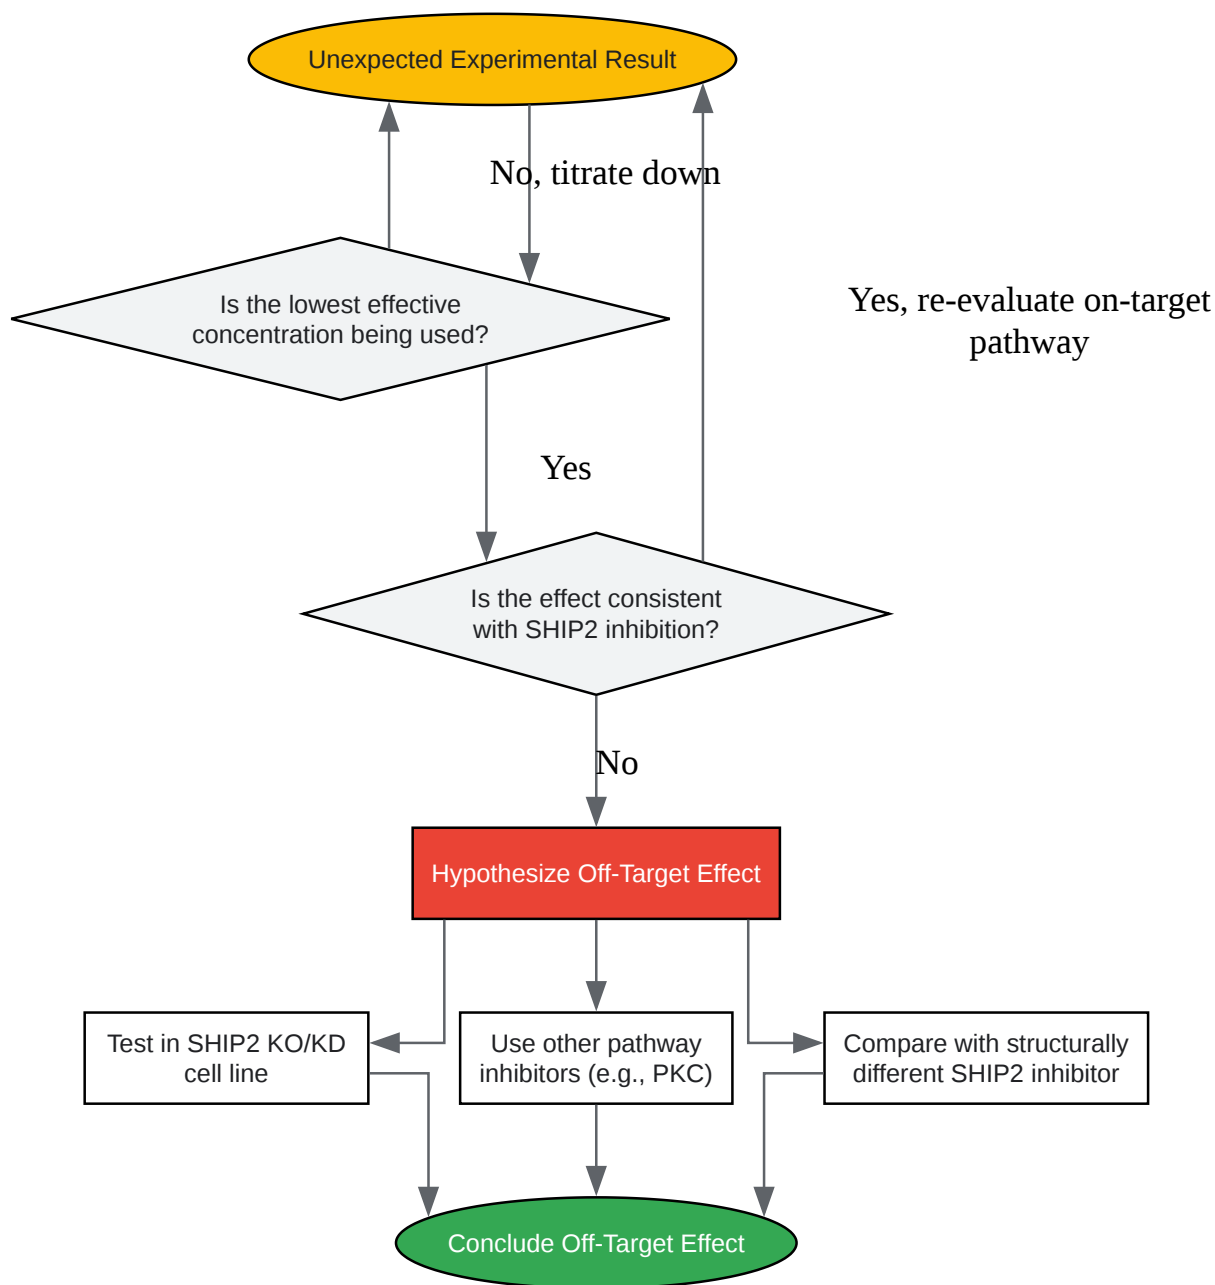 Unexpected Experimental Result
No, titrate down
Is the lowest effective
concentration being used?
Yes, re-evaluate on-target
pathway
Yes
Is the effect consistent
with SHIP2 inhibition?
No
Hypothesize Off-Target Effect
Test in SHIP2 KO/KD
cell line
Use other pathway
inhibitors (e.g., PKC)
Compare with structurally
different SHIP2 inhibitor
Conclude Off-Target Effect